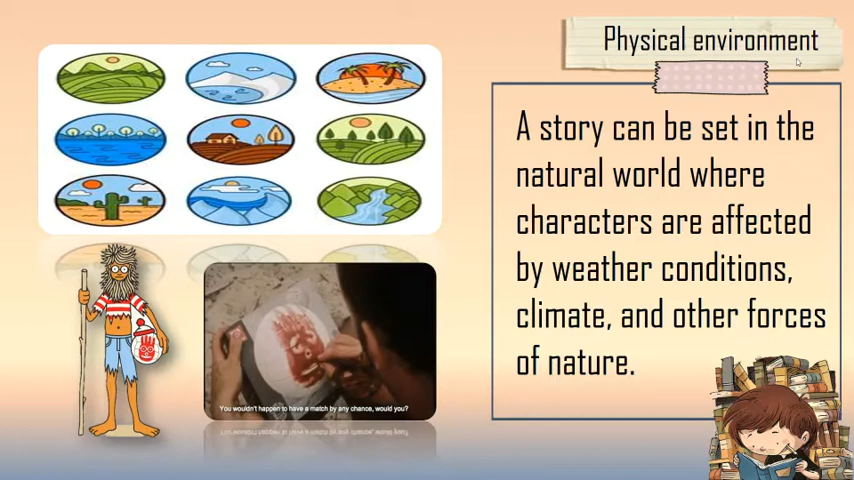 Physical environment
A story can be set in the
natural world where
characters are affected
by weather conditions,
climate, and other forces
of nature.
You wouldn't happen to have a match by any chance, would you?